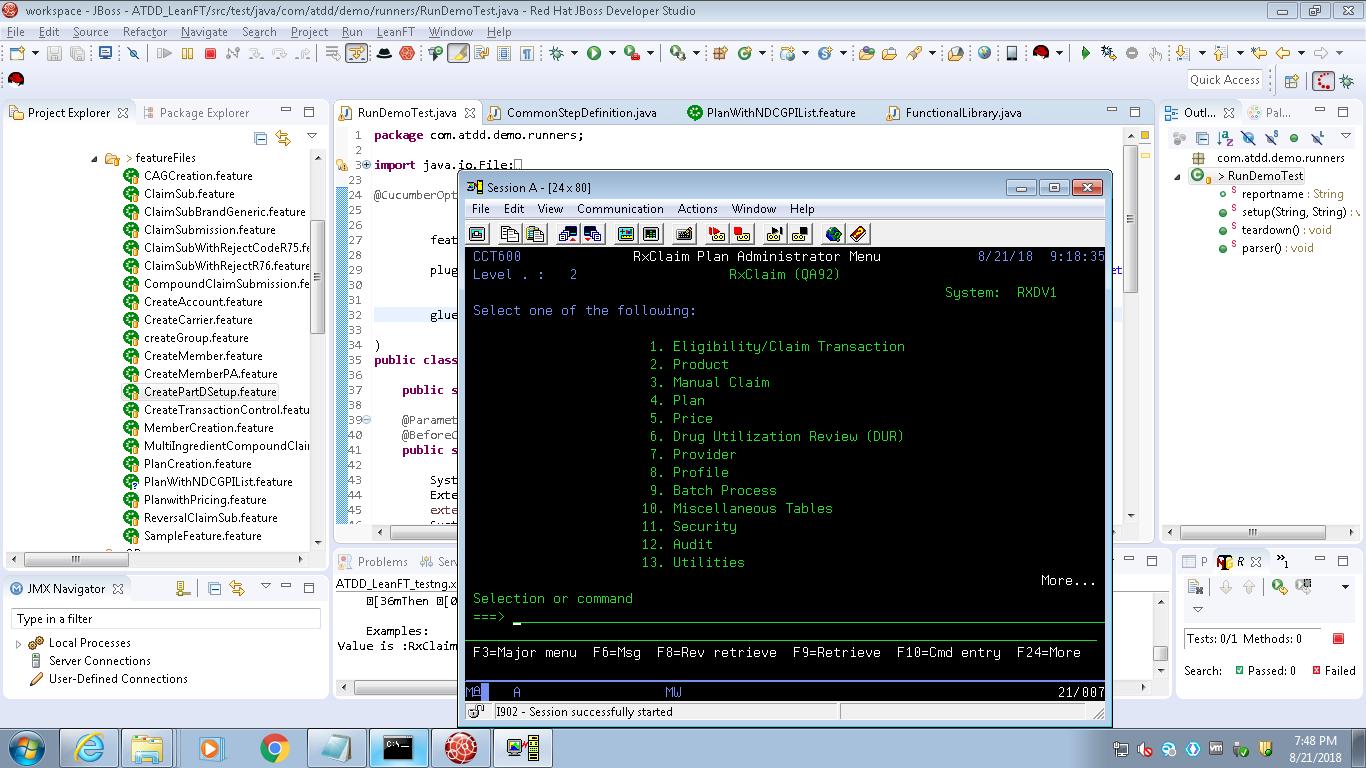 workspace - JBoss - ATDD_LeanFT/src/test/java/com/atdd/demo/runners/RunDemoTest.java - Red Hat JBoss Developer Studio
File Edit Source Refactor Navigate Search Project Run LeanFT Window Help
Quick Access
Project Explorer
Package Explorer
> featureFiles
CAGCreation.feature
ClaimSub.feature
ClaimSubBrandGeneric.feature
ClaimSubmission.feature
ClaimSubWithRejectCodeR75.fe
ClaimSubWithRejectR76.feature
CompoundClaimSubmission.feature
CreateAccount.feature
CreateCarrier.feature
createGroup.feature
CreateMember.feature
CreateMemberPA.feature
CreatePartDSetup.feature
CreateTransactionControl.featu
MemberCreation.feature
MultiIngredientCompoundClai
PlanCreation.feature
PlanWithNDCGPIList.feature
PlanwithPricing.feature
ReversalClaimSub.feature
SampleFeature.feature
JMX Navigator
Type in a filter
Local Processes
Server Connections
User-Defined Connections
RunDemoTest.java
CommonStepDefinition.java
PlanWithNDCGPIList.feature
FunctionalLibrary.java
1 package com.atdd.demo.runners;
2
3 import java.io.File;
23
24 @CucumberOpt
25
26
27 feat
28
29 plug
30
31
32 glue
33
34 )
35 public class
36
37 public s
38
39 @Paramet
40 @BeforeC
41 public s
42
43 Syst
44 Exte
45 exte
Problems
Serv
ATDD_LeanFT_testng.x
[36mThen [0
Examples:
Value is :RxClaim
Session A - [24 x 80]
File Edit View Communication Actions Window Help
CCT600 RxClaim Plan Administrator Menu 8/21/18 9:18:35
Level . : 2 RxClaim (QA92)
System: RXDV1
Select one of the following:
1. Eligibility/Claim Transaction
2. Product
3. Manual Claim
4. Plan
5. Price
6. Drug Utilization Review (DUR)
7. Provider
8. Profile
9. Batch Process
10. Miscellaneous Tables
11. Security
12. Audit
13. Utilities
More...
Selection or command
===>
F3=Major menu F6=Msg F8=Rev retrieve F9=Retrieve F10=Cmd entry F24=More
MA A MW 21/007
I902 - Session successfully started
Outl...
Pal...
com.atdd.demo.runners
> RunDemoTest
reportname : String
setup(String, String) : v
teardown() : void
parser() : void
P
R
Tests: 0/1 Methods: 0
Search: Passed: 0 Failed
7:48 PM
8/21/2018